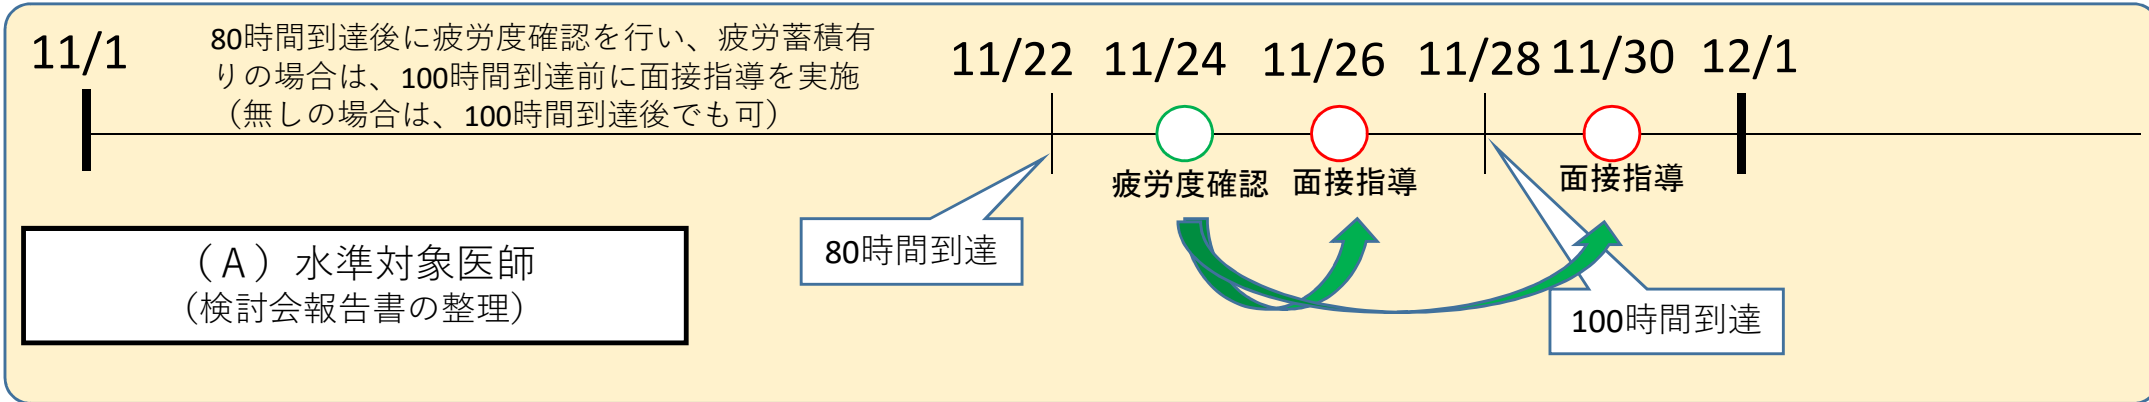 11/1
80時間到達後に疲労度確認を行い、疲労蓄積有
りの場合は、100時間到達前に面接指導を実施
（無しの場合は、100時間到達後でも可）
11/22 11/24 11/26 11/28 11/30 12/1
疲労度確認 面接指導 面接指導
80時間到達
100時間到達
（Ａ）水準対象医師
（検討会報告書の整理）